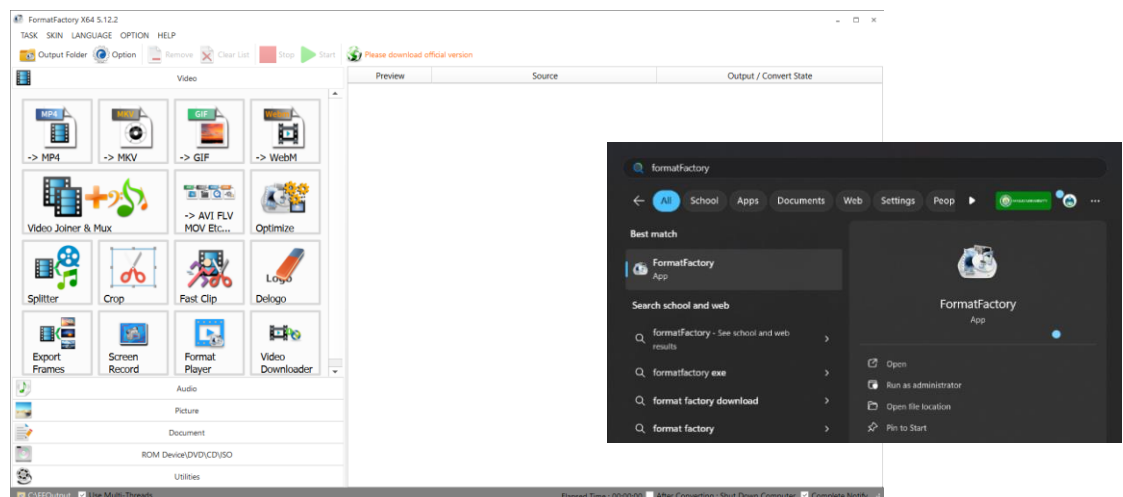 FormatFactory X64 5.12.2
TASK SKIN LANGUAGE OPTION HELP
Output Folder Option Remove Clear List Stop Start Please download official version
Video
Preview Source Output / Convert State
MP4 MKV GIF WebM
-> MP4 -> MKV -> GIF -> WebM
Video Joiner & Mux
-> AVI FLV
MOV Etc...
Optimize
Logo
Splitter Crop Fast Clip Delogo
Export
Frames
Screen
Record
Format
Player
Video
Downloader
Audio
Picture
Document
ROM Device\DVD\CD\ISO
Utilities
C:\FFOutput Use Multi-Threads Elapsed Time : 00:00:00 After Converting : Shut Down Computer Complete Notify
formatFactory
All School Apps Documents Web Settings Peop
Best match
FormatFactory
App
Search school and web
formatFactory - See school and web
results
formatfactory exe
format factory download
format factory
FormatFactory
App
Open
Run as administrator
Open file location
Pin to Start